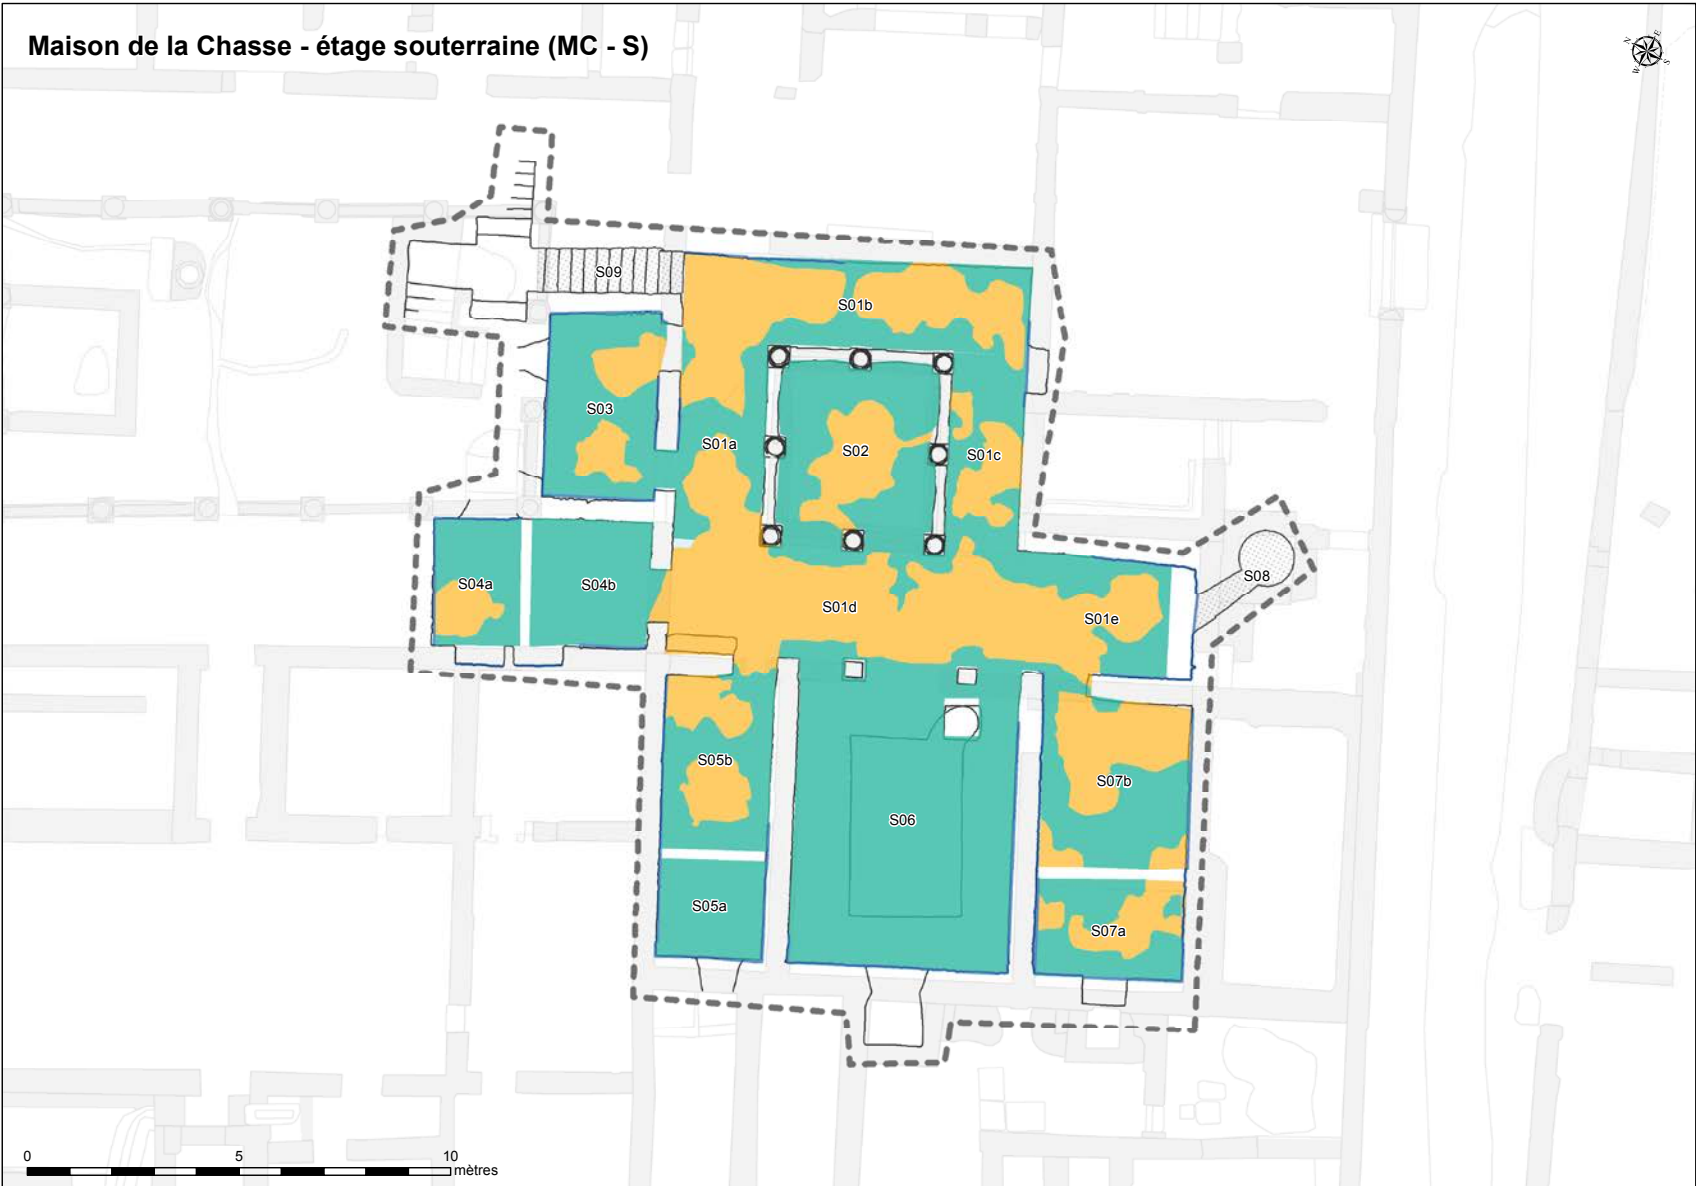 Maison de la Chasse - étage souterraine (MC - S)
N E
W S
S09
S01b
S03
S01a
S02
S01c
S04a
S04b
S01d
S01e
S08
S05b
S07b
S06
S05a
S07a
0 5 10
mètres